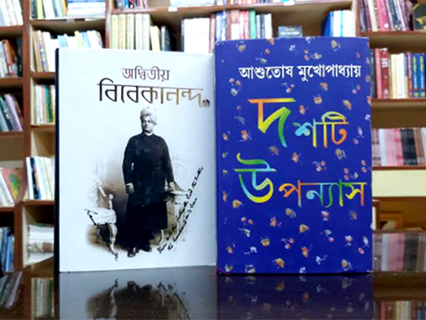 অদ্বিতীয়
বিবেকানন্দ
আশুতোষ মুখোপাধ্যায়
দশটি
উপন্যাস